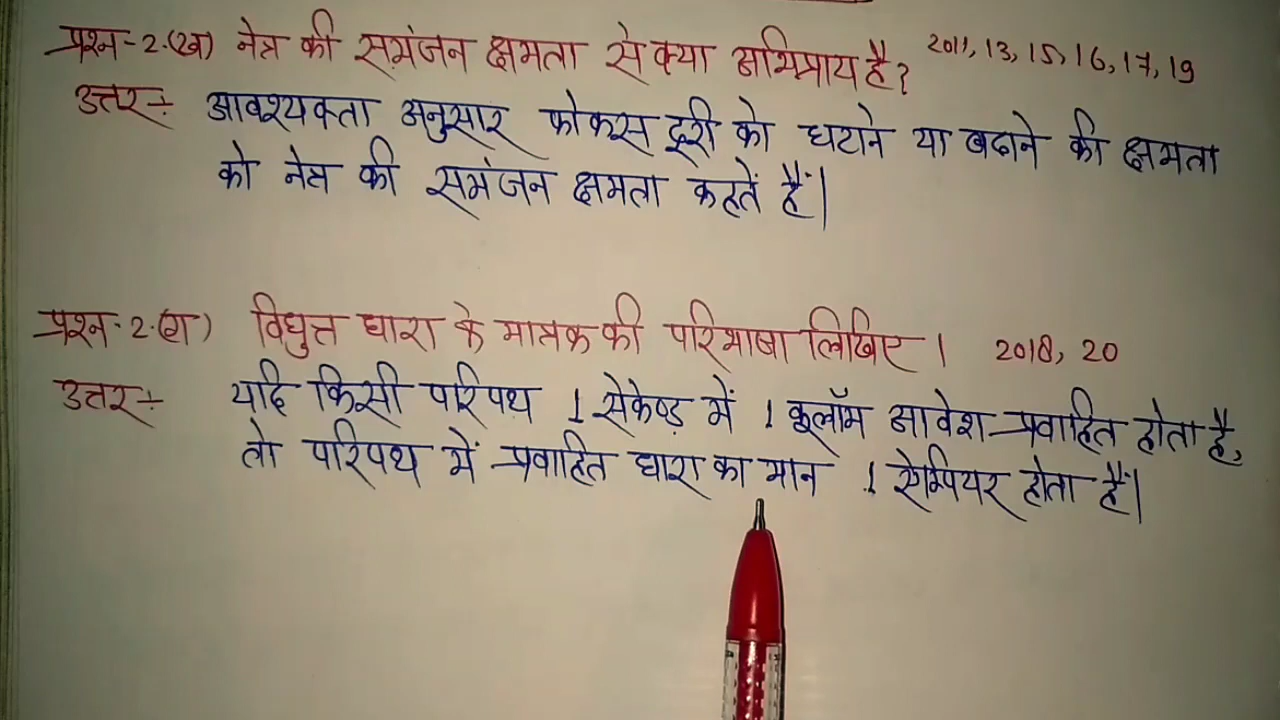 प्रश्न-2.(ख) नेत्र की समंजन क्षमता से क्या अभिप्राय है? 2011, 13, 15, 16, 17, 19
उत्तर÷ आवश्यक्ता अनुसार फोकस दूरी को घटाने या बढाने की क्षमता
को नेत्र की समंजन क्षमता कहतें हैं|
प्रश्न-2.(ग) विधुत्त धारा के मात्रक की परिभाषा लिखिए। 2018, 20
उत्तर÷ यदि किसी परिपथ 1 सेकेण्ड़ में 1 कूलॉम आवेश प्रवाहित होता है,
तो परिपथ में प्रवाहित धारा का मान 1 ऐम्पियर होता हैं|